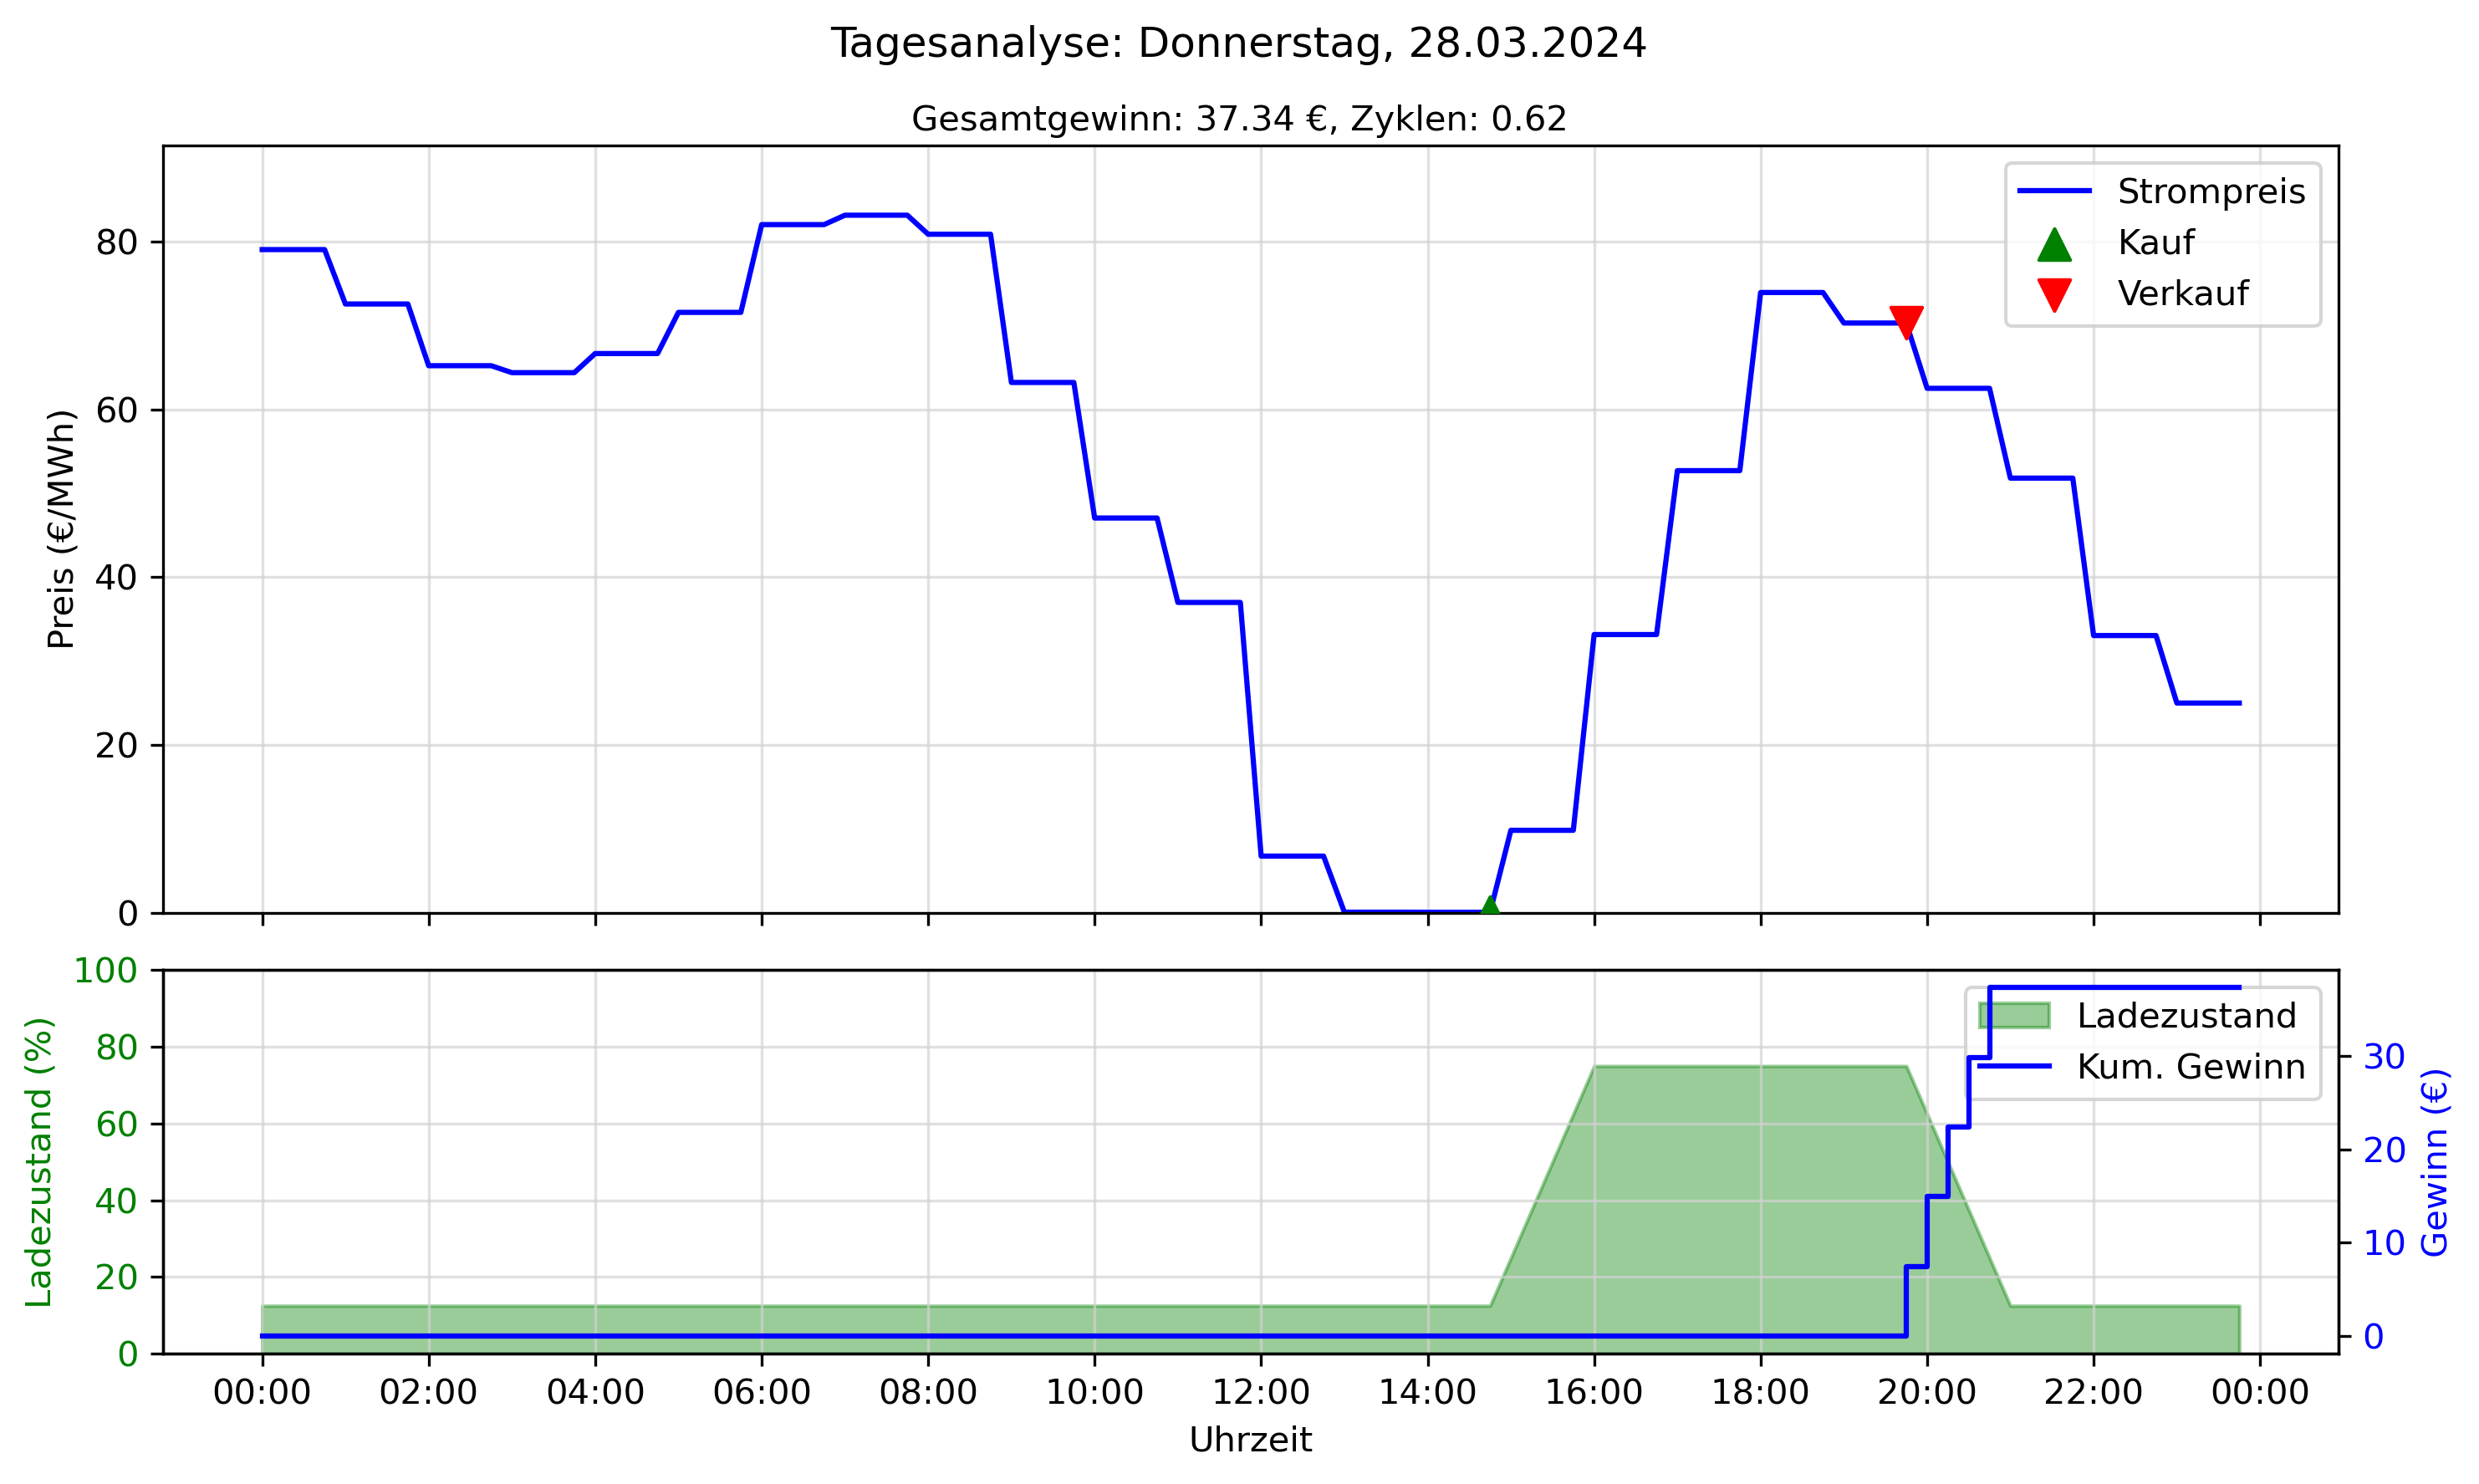 Tagesanalyse: Donnerstag, 28.03.2024
Gesamtgewinn: 37.34 €, Zyklen: 0.62
Preis (€/MWh)
80
60
40
20
0
Strompreis
Kauf
Verkauf
Ladezustand (%)
100
80
60
40
20
0
Ladezustand
Kum. Gewinn
30
20
10
0
Gewinn (€)
00:00 02:00 04:00 06:00 08:00 10:00 12:00 14:00 16:00 18:00 20:00 22:00 00:00
Uhrzeit